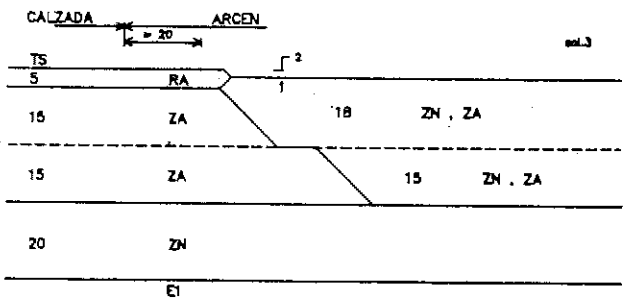 CALZADA ARCEN
≥ 20
sol.3
TS
2
5 RA
1
15 ZA 18 ZN , ZA
15 ZA 15 ZN , ZA
20 ZN
E1